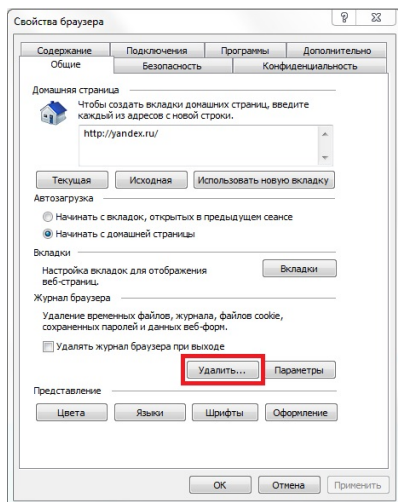 Свойства браузера
Содержание Подключения Программы Дополнительно
Общие Безопасность Конфиденциальность
Домашняя страница
Чтобы создать вкладки домашних страниц, введите
каждый из адресов с новой строки.
http://yandex.ru/
Текущая Исходная Использовать новую вкладку
Автозагрузка
Начинать с вкладок, открытых в предыдущем сеансе
Начинать с домашней страницы
Вкладки
Настройка вкладок для отображения
веб-страниц.
Вкладки
Журнал браузера
Удаление временных файлов, журнала, файлов cookie,
сохраненных паролей и данных веб-форм.
Удалять журнал браузера при выходе
Удалить... Параметры
Представление
Цвета Языки Шрифты Оформление
ОК Отмена Применить